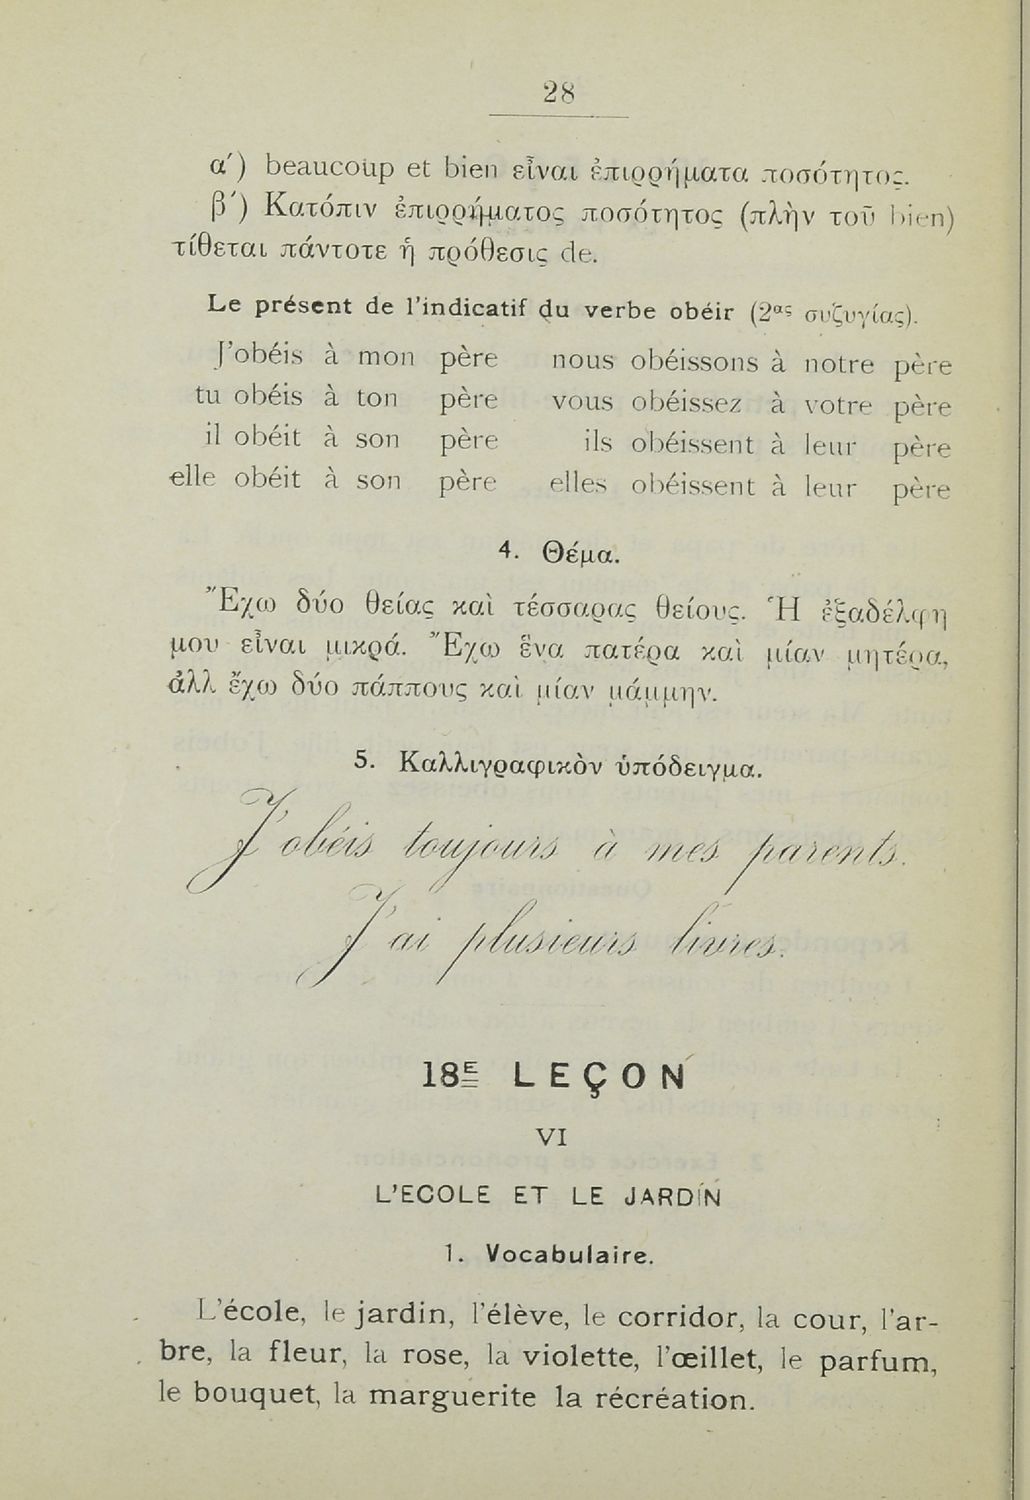 28
α´) beaucoup et bien εἶναι ἐπιρρήματα ποσότητος.
β´) Κατόπιν ἐπιρρήματος ποσότητος (πλὴν τοῦ bien)
τίθεται πάντοτε ἡ πρόθεσις de.
Le présent de l'indicatif du verbe obéir (2ας συζυγίας).
J'obéis à mon père nous obéissons à notre père
tu obéis à ton père vous obéissez à votre père
il obéit à son père ils obéissent à leur père
elle obéit à son père elles obéissent à leur père
4. Θέμα.
Ἔχω δύο θείας καὶ τέσσαρας θείους. Ἡ ἐξαδέλφη
μου εἶναι μικρά. Ἔχω ἕνα πατέρα καὶ μίαν μητέρα,
ἀλλ ἔχω δύο πάππους καὶ μίαν μάμμην.
5. Καλλιγραφικὸν ὑπόδειγμα.
J'obéis toujours à mes parents.
J'ai plusieurs livres.
18E LEÇON
VI
L'ECOLE ET LE JARDIN
1. Vocabulaire.
L'école, le jardin, l'élève, le corridor, la cour, l'ar-
bre, la fleur, la rose, la violette, l'œillet, le parfum,
le bouquet, la marguerite la récréation.